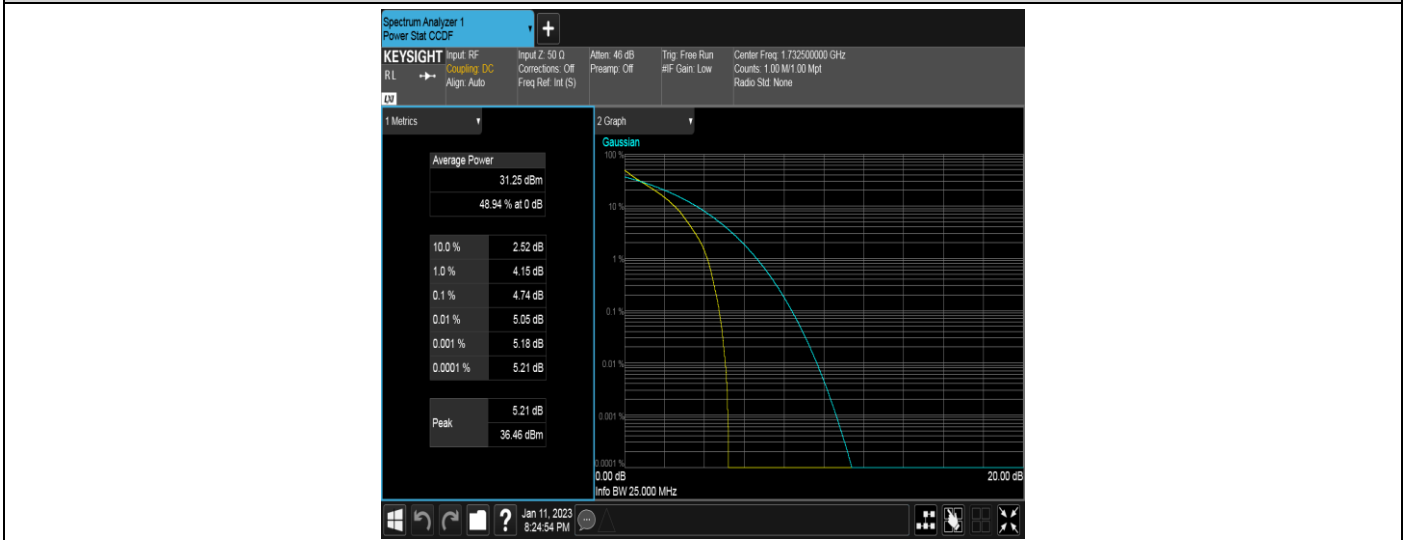 Spectrum Analyzer 1
Power Stat CCDF
+
KEYSIGHT
RL
LXI
Input: RF
Coupling: DC
Align: Auto
Input Z: 50 Ω
Corrections: Off
Freq Ref: Int (S)
Atten: 46 dB
Preamp: Off
Trig: Free Run
#IF Gain: Low
Center Freq: 1.732500000 GHz
Counts: 1.00 M/1.00 Mpt
Radio Std: None
1 Metrics
Average Power
31.25 dBm
48.94 % at 0 dB
10.0 % 2.52 dB
1.0 % 4.15 dB
0.1 % 4.74 dB
0.01 % 5.05 dB
0.001 % 5.18 dB
0.0001 % 5.21 dB
Peak
5.21 dB
36.46 dBm
2 Graph
Gaussian
100 %
10 %
1 %
0.1 %
0.01 %
0.001 %
0.0001 %
0.00 dB 20.00 dB
Info BW 25.000 MHz
?
Jan 11, 2023
8:24:54 PM